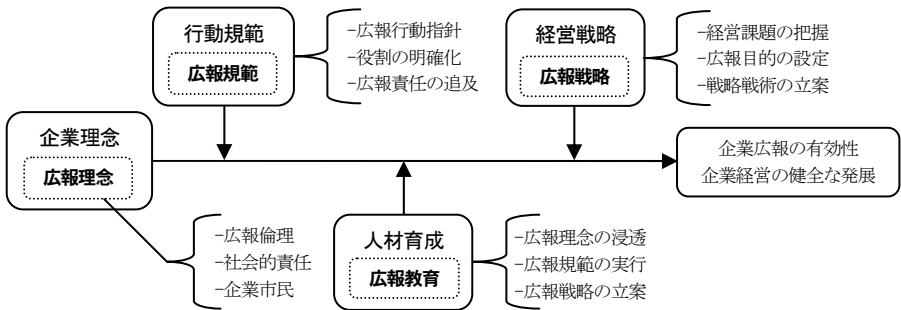 行動規範
広報規範
−広報行動指針
−役割の明確化
−広報責任の追及
経営戦略
広報戦略
−経営課題の把握
−広報目的の設定
−戦略戦術の立案
企業理念
広報理念
企業広報の有効性
企業経営の健全な発展
−広報倫理
−社会的責任
−企業市民
人材育成
広報教育
−広報理念の浸透
−広報規範の実行
−広報戦略の立案